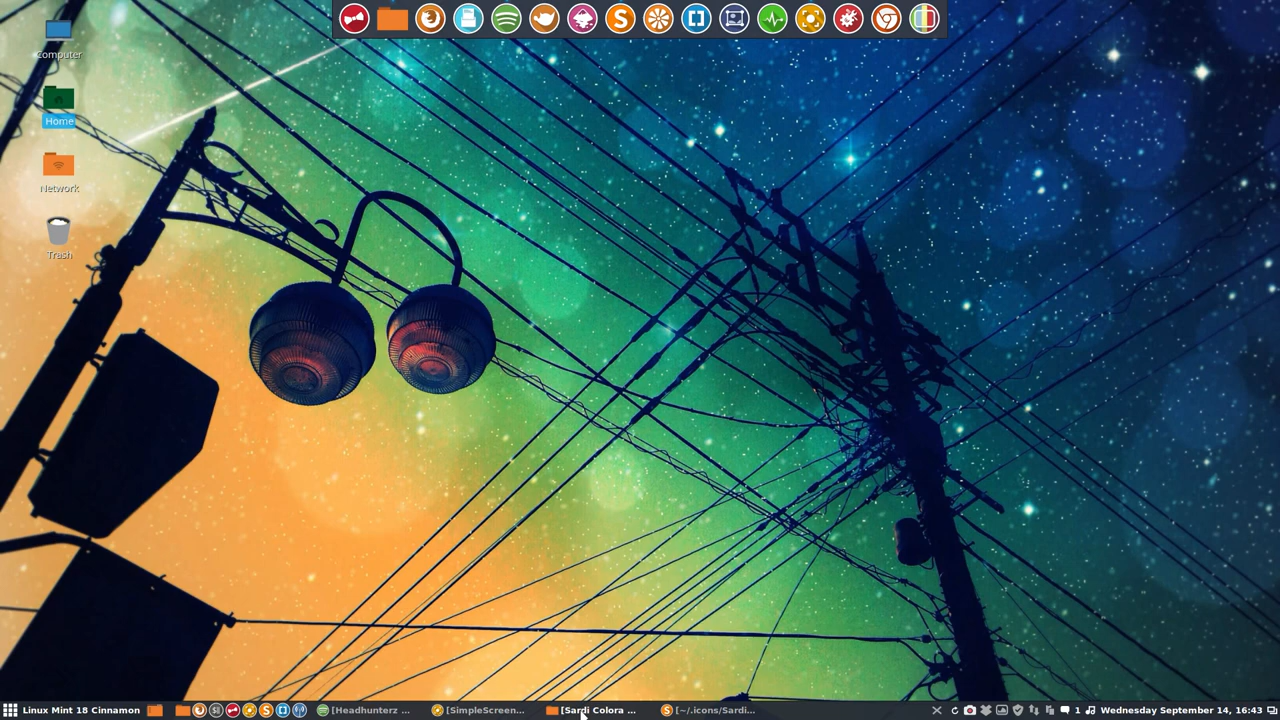 Computer
Home
Network
Trash
Linux Mint 18 Cinnamon
[Headhunterz ...
[SimpleScreen...
[Sardi Colora ...
[~/.icons/Sardi...
1
Wednesday September 14, 16:43